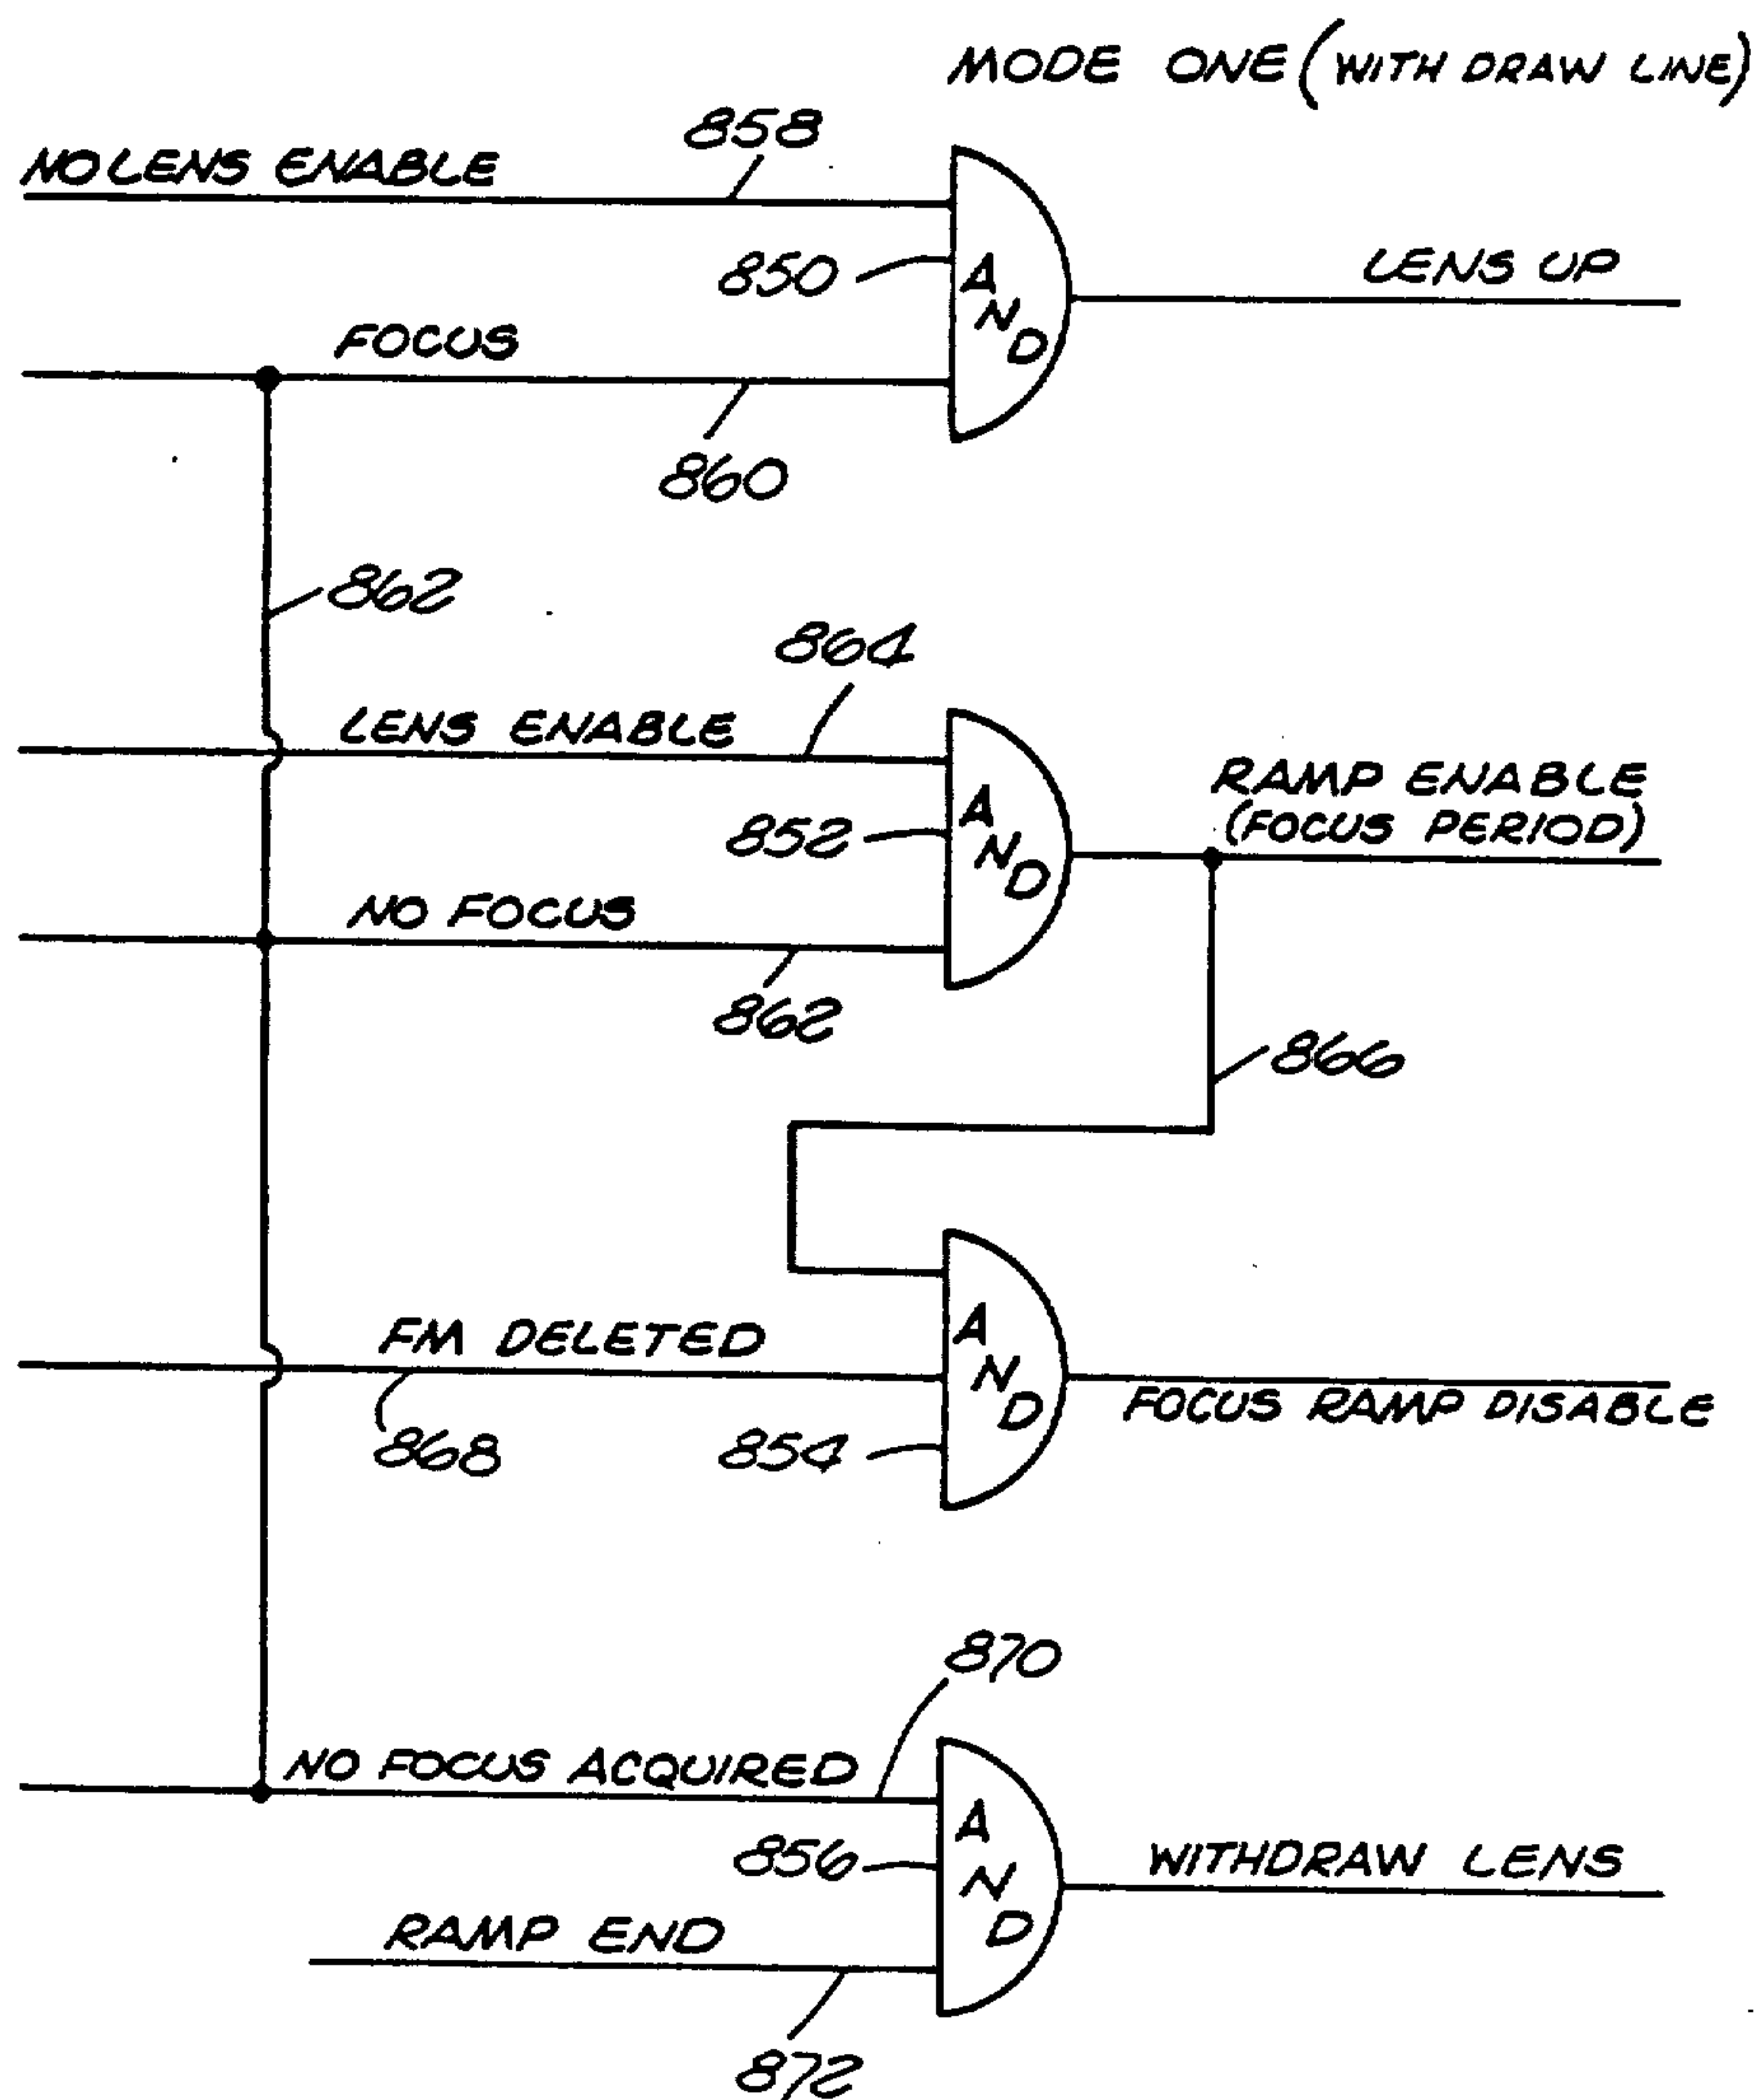 MODE ONE (WITH DRAW LINE)
858
NO LENS ENABLE
850
AND
LENS UP
FOCUS
860
862
864
LENS ENABLE
852
AND
RAMP ENABLE
(FOCUS PERIOD)
NO FOCUS
862
866
FM DELETED
868
854
AND
FOCUS RAMP DISABLE
870
NO FOCUS ACQUIRED
856
AND
WITHDRAW LENS
RAMP END
872